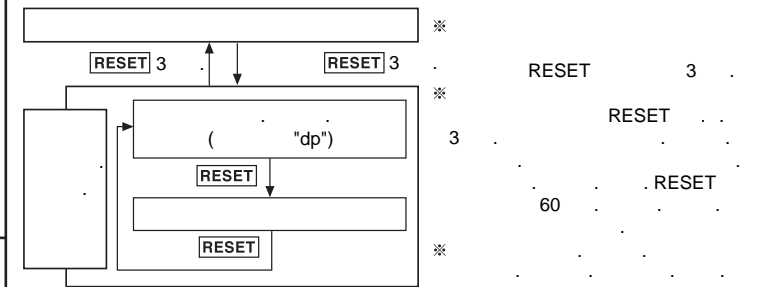 ※
RESET 3 . RESET 3 .
RESET 3 .
※
RESET . .
. .
( "dp")
3 . . .
. .
. . . RESET
RESET
60 . . .
.
RESET
※ . .
. . . .
. .